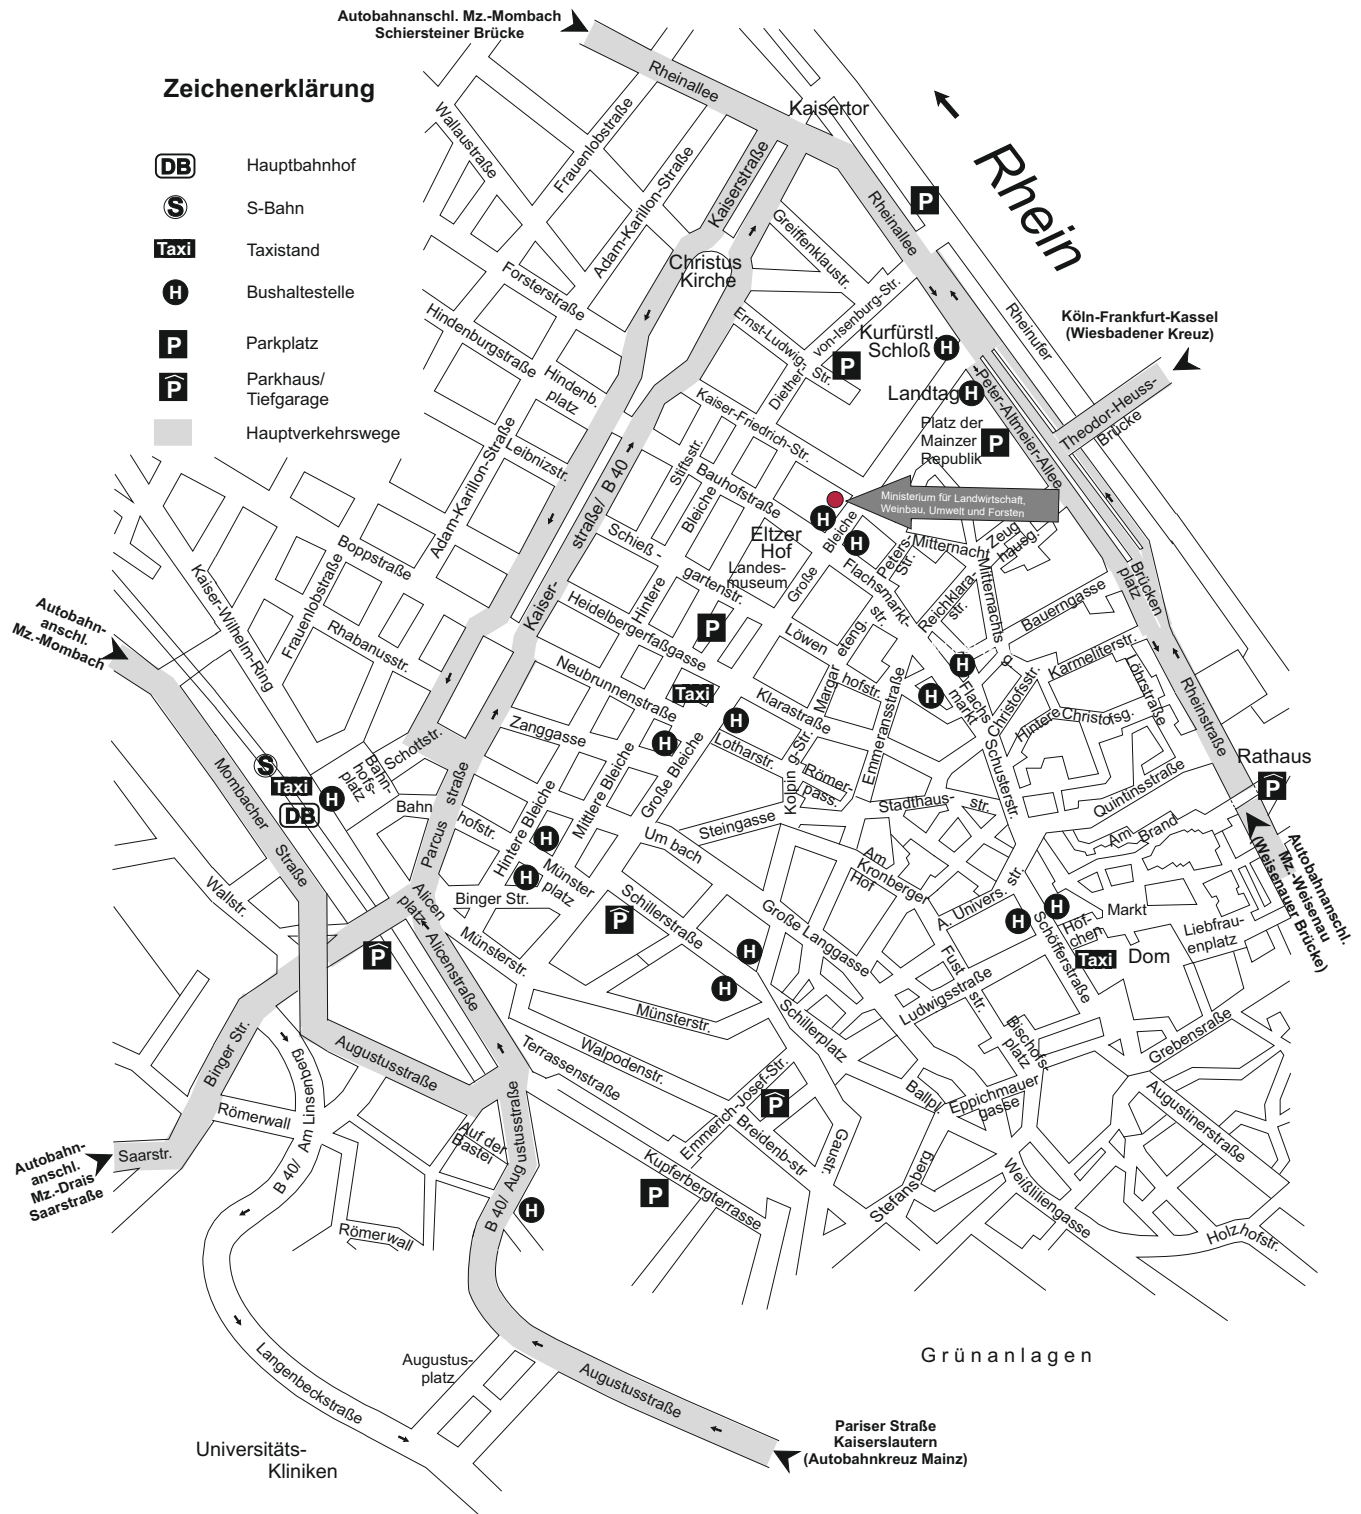 Autobahnanschl. Mz.-Mombach
Schiersteiner Brücke
Zeichenerklärung
DB
Hauptbahnhof
S
S-Bahn
Taxi
Taxistand
H
Bushaltestelle
P
Parkplatz
P
Parkhaus/
Tiefgarage
Hauptverkehrswege
Rheinallee
Kaisertor
Wallaustraße
Frauenlobstraße
Adam-Karillon-Straße
Kaiserstraße
Rhein
P
Rheinallee
Greiffenklaustr.
Christus
Kirche
Forsterstraße
Hindenburgstraße
Hindenb.
platz
Ernst-Ludwig-
Str.
von-Isenburg-Str.
Diether-
P
Kurfürstl.
Schloß
H
Rheinufer
Köln-Frankfurt-Kassel
(Wiesbadener Kreuz)
Landtag
H
Peter-Altmeier-Allee
Theodor-Heuss-
Brücke
Platz der
Mainzer
Republik
P
Kaiser-Friedrich-Str.
Adam-Karillon-Straße
Leibnizstr.
Stiftsstr.
Bauhofstraße
Bleiche
Ministerium für Landwirtschaft,
Weinbau, Umwelt und Forsten
H
Bleiche
H
Eltzer
Hof
Landes-
museum
Große
Kaiser-
straße/ B 40
Schieß-
gartenstr.
Hintere
Peters-
Str.
Mitternacht
Zeug
hausg.
Flachsmarkt-
str.
Reichklara-
str.
Mitternachts
g.
Bauerngasse
Brücken
platz
Boppstraße
Frauenlobstraße
Kaiser-Wilhelm-Ring
Rhabanusstr.
Autobahn-
anschl.
Mz.-Mombach
Heidelbergerfaßgasse
P
Löwen
hofstr.
Margar
eteng.
Neubrunnenstraße
Taxi
Klarastraße
Emmeransstraße
H
H
Flachs
markt
Christofsstr.
Karmeliterstr.
Löhrstraße
Hintere
Christofsg.
Rheinstraße
Zanggasse
H
H
Lotharstr.
Große Bleiche
Mittlere Bleiche
Hintere Bleiche
Kolpin
g-Str.
Römer-
pass.
Schusterstr.
Stadthaus-
str.
Quintinsstraße
Rathaus
P
Schottstr.
Bahn-
hofs-
platz
S
Taxi
H
DB
Bahn
hofstr.
Mombacher
Straße
Parcus
straße
H
H
Münster
platz
Um bach
Steingasse
Am
Kronberger
Hof
Am
Brand
Autobahnanschl.
Mz.-Weisenau
(Weisenauer Brücke)
Wallstr.
Alicen
platz
Binger Str.
Münsterstr.
P
Schillerstraße
Große Langgasse
A. Univers.
str.
H
H
Höf-
chen
Markt
Liebfrau-
enplatz
Taxi
Dom
Schöfferstraße
P
Alicenstraße
H
H
Münsterstr.
Schillerplatz
Fust
str.
Ludwigsstraße
Bischofs-
platz
Grebensraße
Binger Str.
Am Linsenberg
B 40/
Augustusstraße
Terrassenstraße
Walpodenstr.
Emmerich-Josef-Str.
P
Breidenb-str
Ballpl.
Eppichmauer
gasse
Augustinerstraße
Römerwall
Saarstr.
Autobahn-
anschl.
Mz.-Drais
Saarstraße
Auf der
Bastei
B 40/ Augustusstraße
H
Kupferbergterrasse
P
Gaustr.
Stefansberg
Weißliliengasse
Holzhofstr.
Römerwall
Langenbeckstraße
Augustus-
platz
Augustusstraße
Grünanlagen
Universitäts-
Kliniken
Pariser Straße
Kaiserslautern
(Autobahnkreuz Mainz)